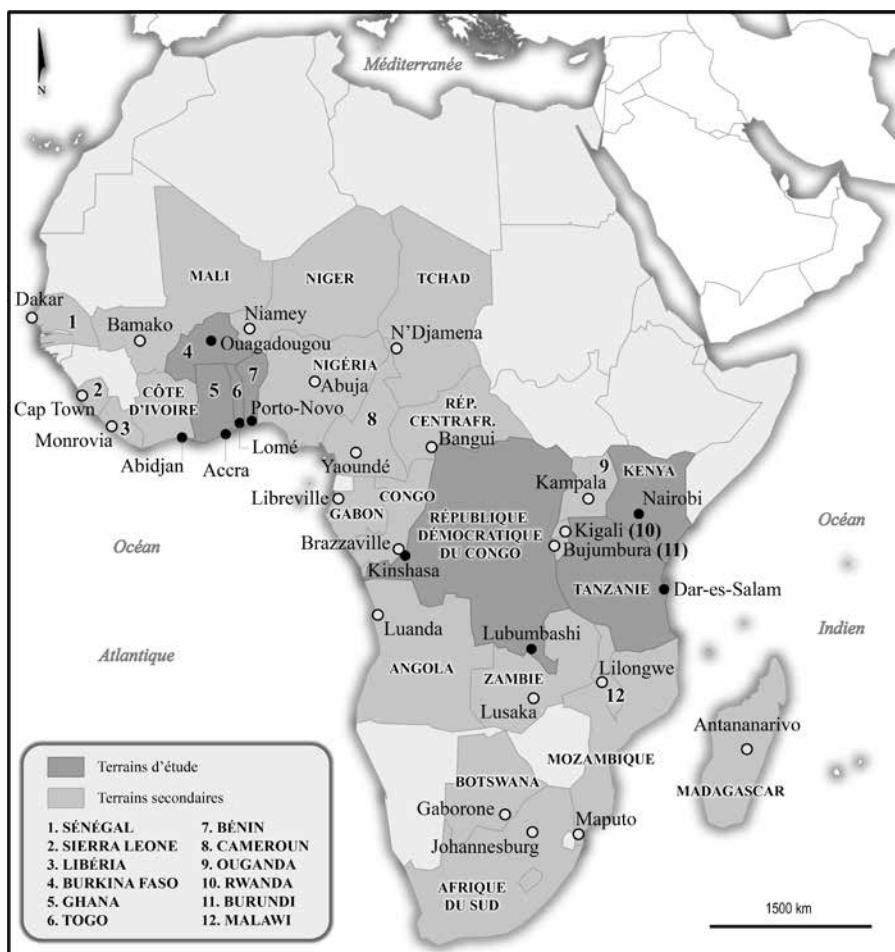 N
Méditerranée
MALI
NIGER
TCHAD
Dakar
1
Bamako
Niamey
4
Ouagadougou
N'Djamena
NIGÉRIA
Abuja
2
CÔTE
D'IVOIRE
5
6
7
Cap Town
Porto-Novo
8
RÉP.
CENTRAFR.
Monrovia
3
Bangui
Abidjan
Accra
Lomé
Yaoundé
9
KENYA
Kampala
Nairobi
Libreville
CONGO
GABON
RÉPUBLIQUE
DÉMOCRATIQUE
DU CONGO
Kigali (10)
Bujumbura (11)
Océan
Océan
Brazzaville
Kinshasa
TANZANIE
Dar-es-Salam
Luanda
Indien
Lubumbashi
Atlantique
ANGOLA
ZAMBIE
Lilongwe
12
Lusaka
Antananarivo
MOZAMBIQUE
BOTSWANA
MADAGASCAR
Gaborone
Maputo
Johannesburg
AFRIQUE
DU SUD
Terrains d'étude
Terrains secondaires
1. SÉNÉGAL
2. SIERRA LEONE
3. LIBÉRIA
4. BURKINA FASO
5. GHANA
6. TOGO
7. BÉNIN
8. CAMEROUN
9. OUGANDA
10. RWANDA
11. BURUNDI
12. MALAWI
1500 km